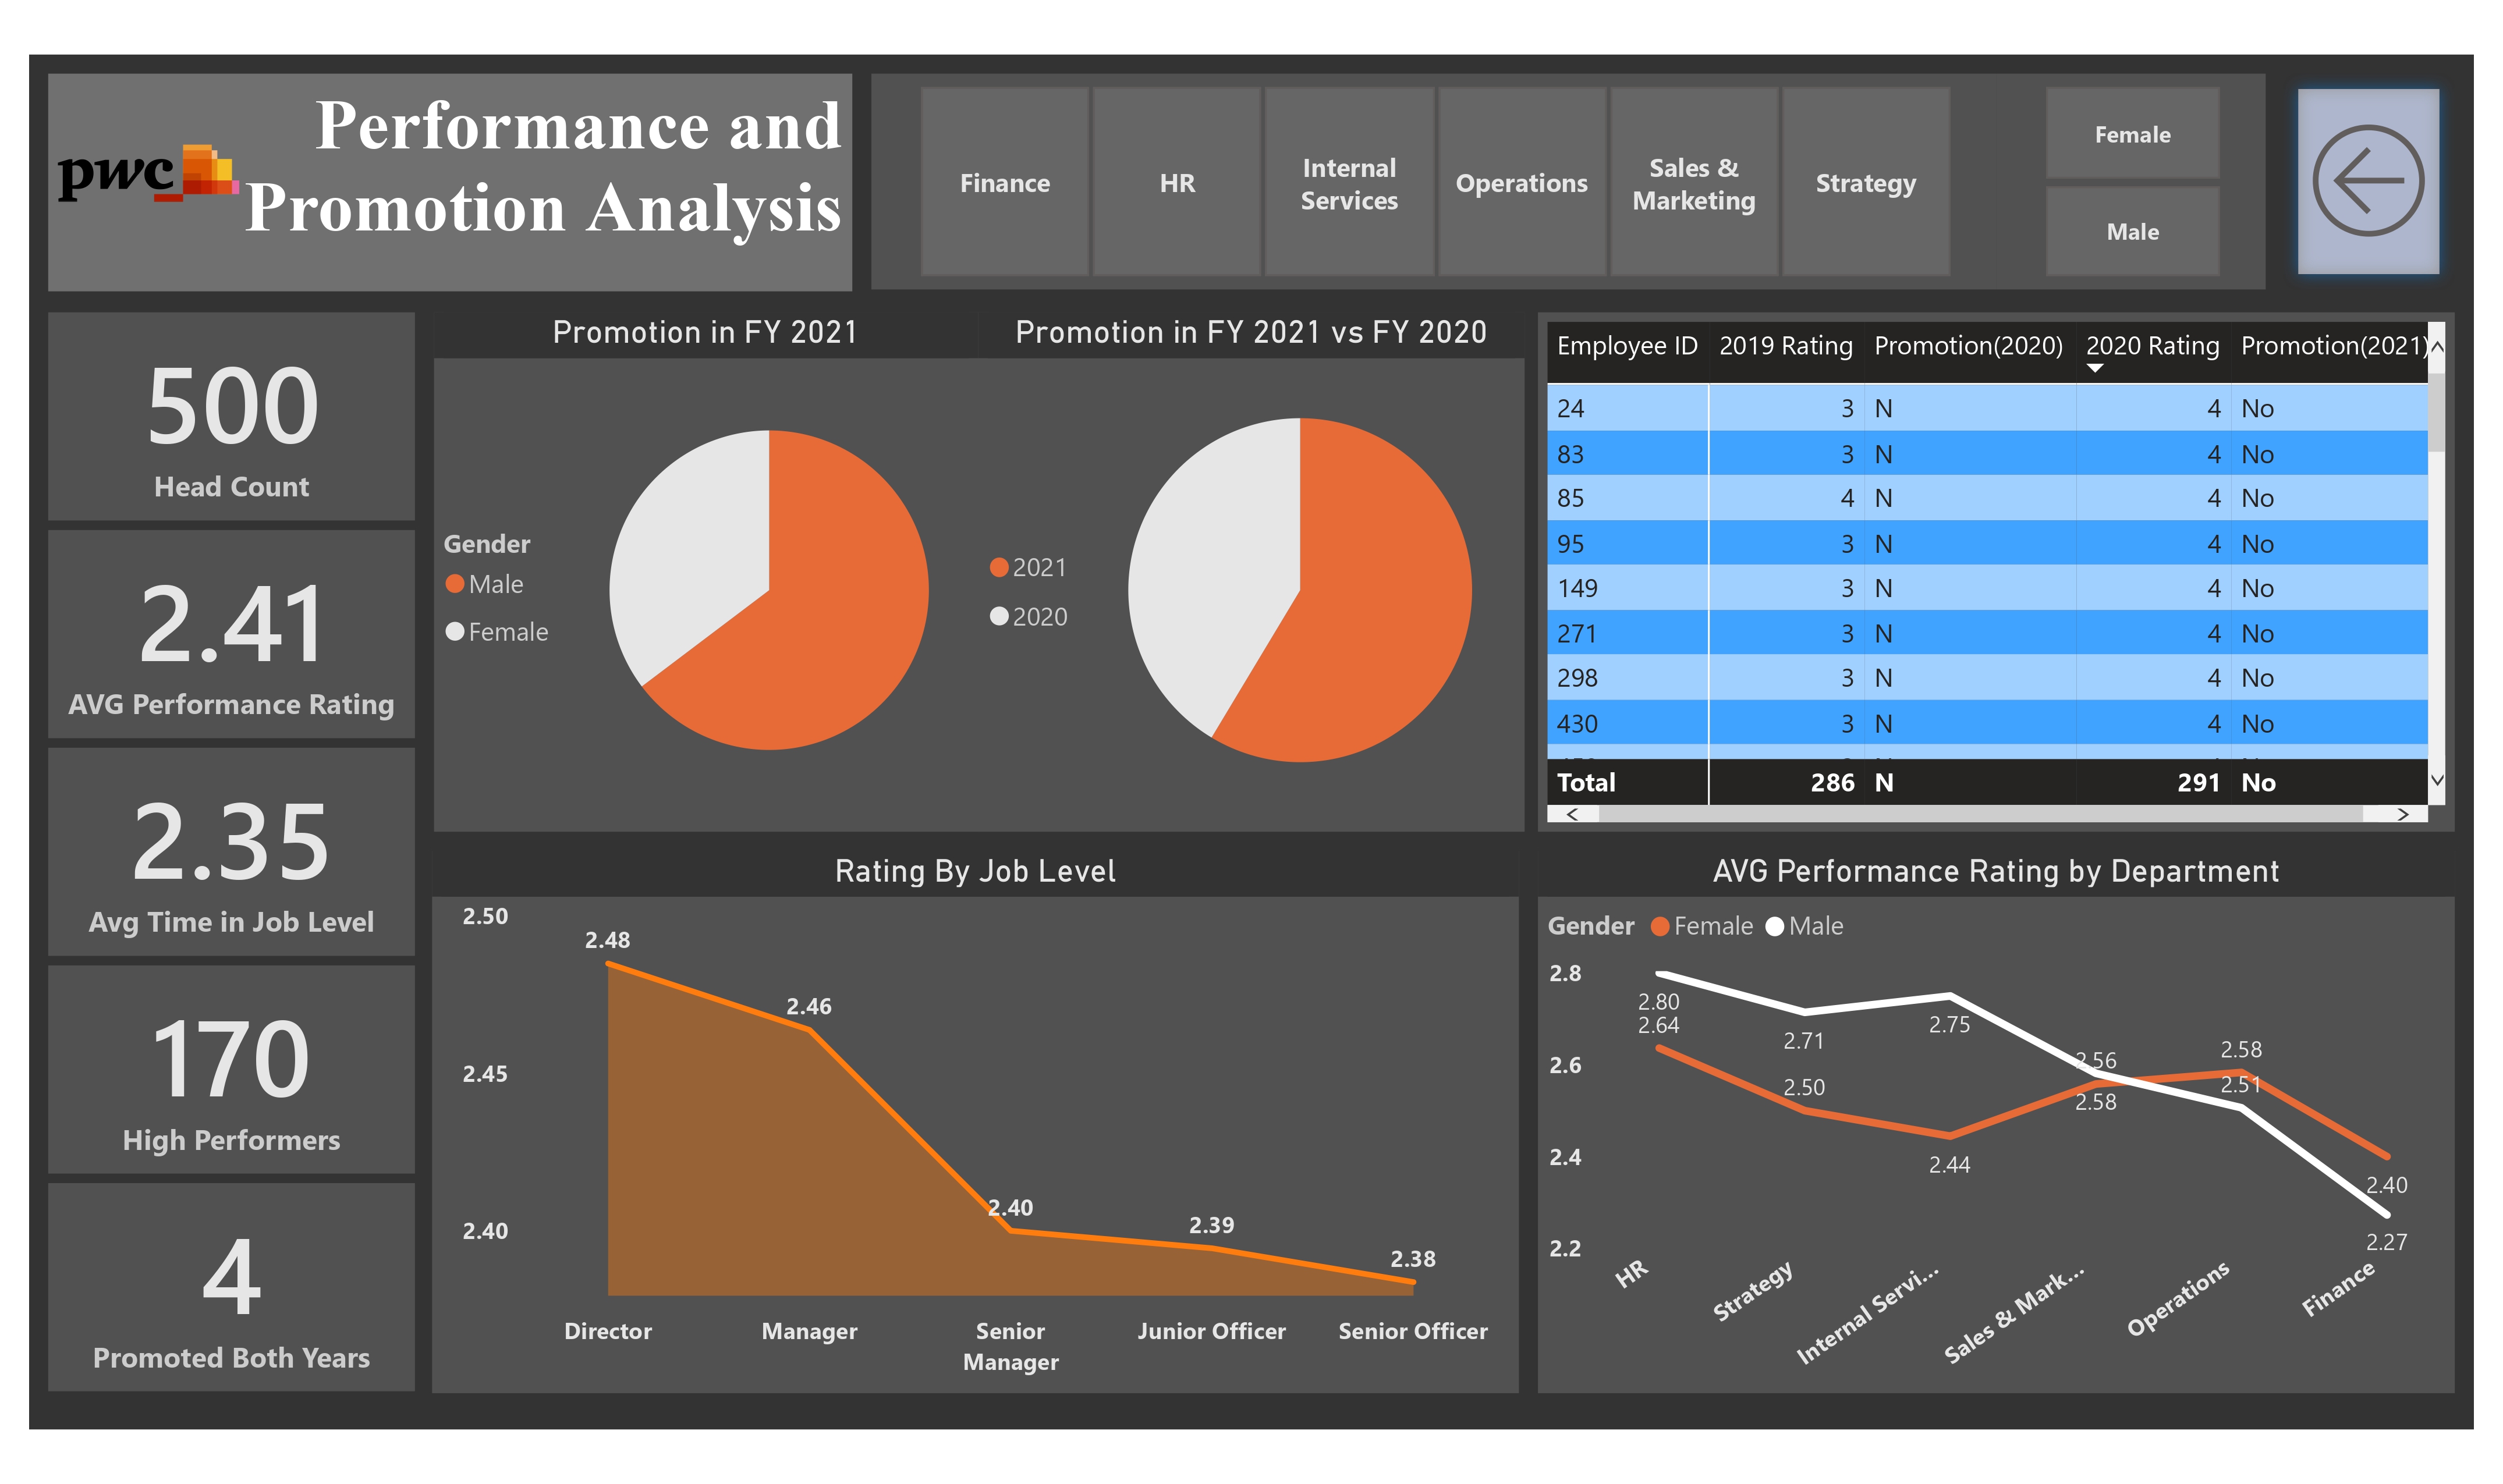 pwc
Performance and
Promotion Analysis
Finance
HR
Internal
Services
Operations
Sales &
Marketing
Strategy
Female
Male
500
Head Count
2.41
AVG Performance Rating
2.35
Avg Time in Job Level
170
High Performers
4
Promoted Both Years
Promotion in FY 2021
Gender
Male
Female
Promotion in FY 2021 vs FY 2020
2021
2020
Employee ID 2019 Rating Promotion(2020) 2020 Rating Promotion(2021)
24 3 N 4 No
83 3 N 4 No
85 4 N 4 No
95 3 N 4 No
149 3 N 4 No
271 3 N 4 No
298 3 N 4 No
430 3 N 4 No
Total 286 N 291 No
Rating By Job Level
2.50
2.45
2.40
2.48
2.46
2.40
2.39
2.38
Director
Manager
Senior
Manager
Junior Officer
Senior Officer
AVG Performance Rating by Department
Gender Female Male
2.8
2.6
2.4
2.2
2.80
2.64
2.71
2.50
2.75
2.44
2.56
2.58
2.58
2.51
2.40
2.27
HR
Strategy
Internal Servi...
Sales & Mark...
Operations
Finance